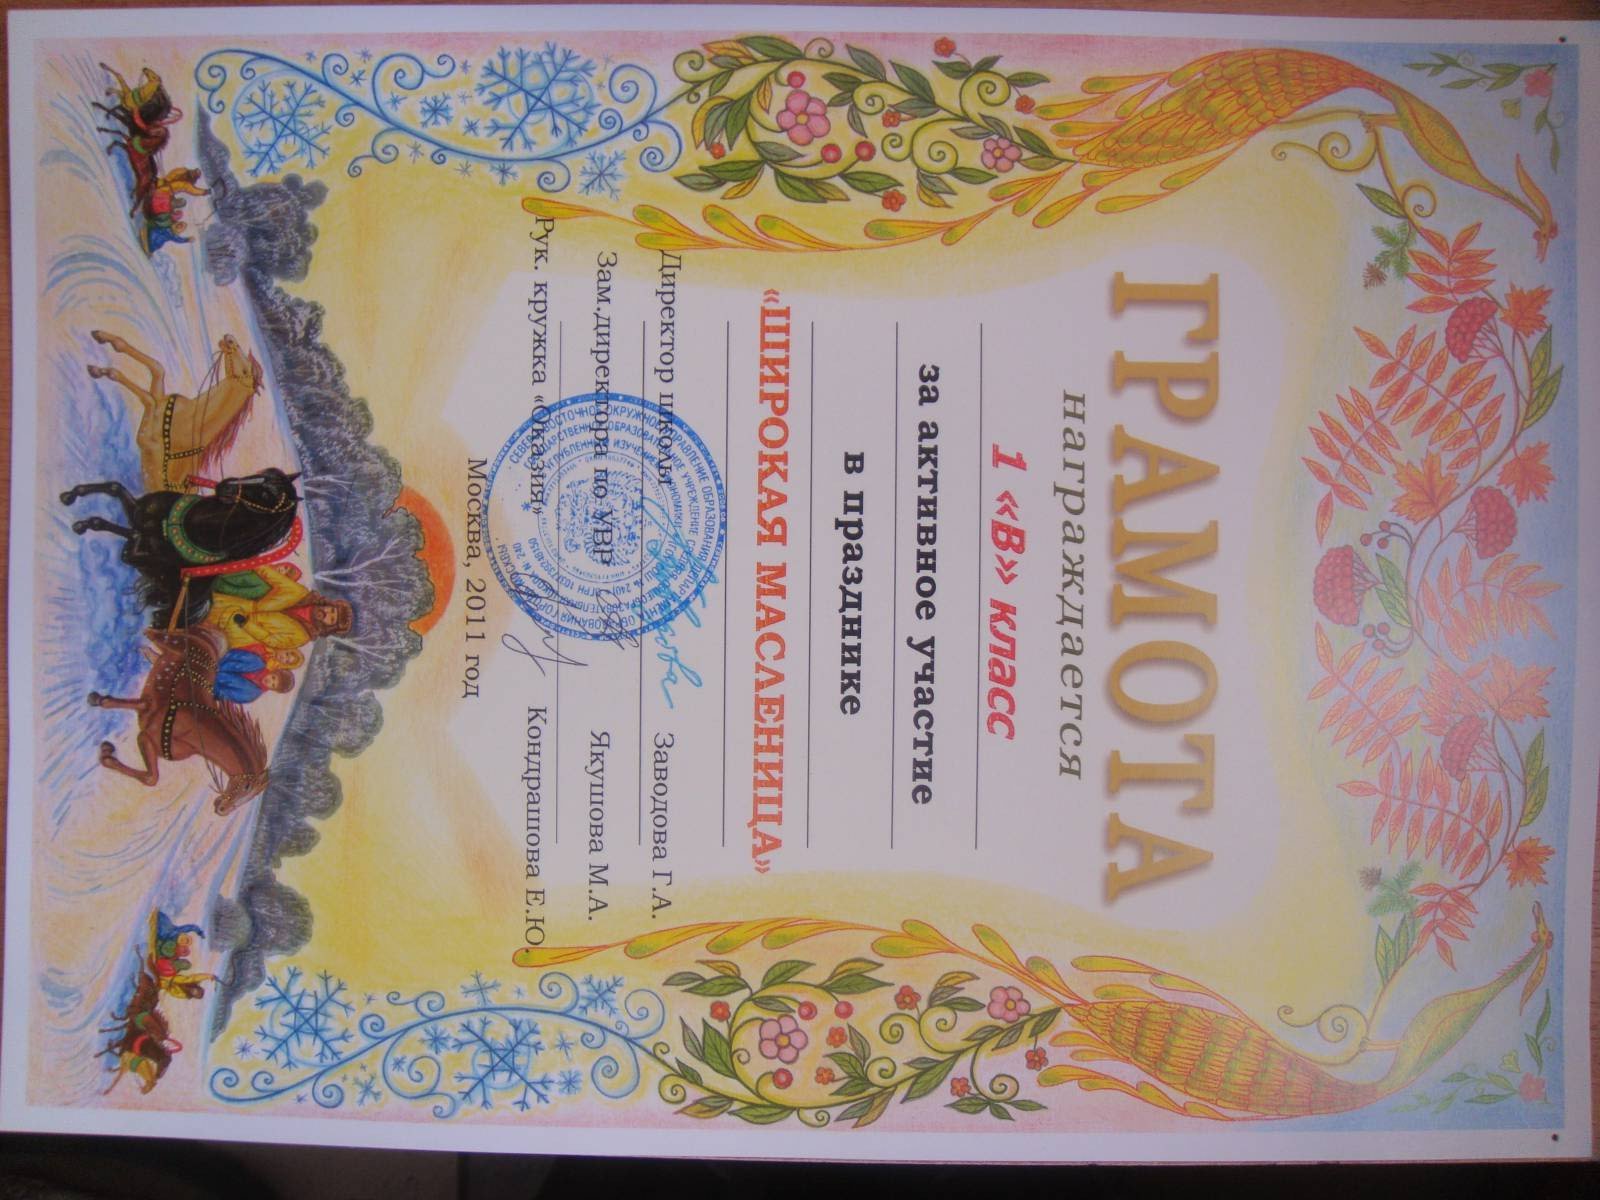 ГРАМОТА
награждается
1 «В» класс
за активное участие
в празднике
«ШИРОКАЯ МАСЛЕНИЦА»
Директор школы Заводова Г.А.
Зам.директора по УВР Якушова М.А.
Рук. кружка «Оказия» Кондрашова Е.Ю.
Москва, 2011 год